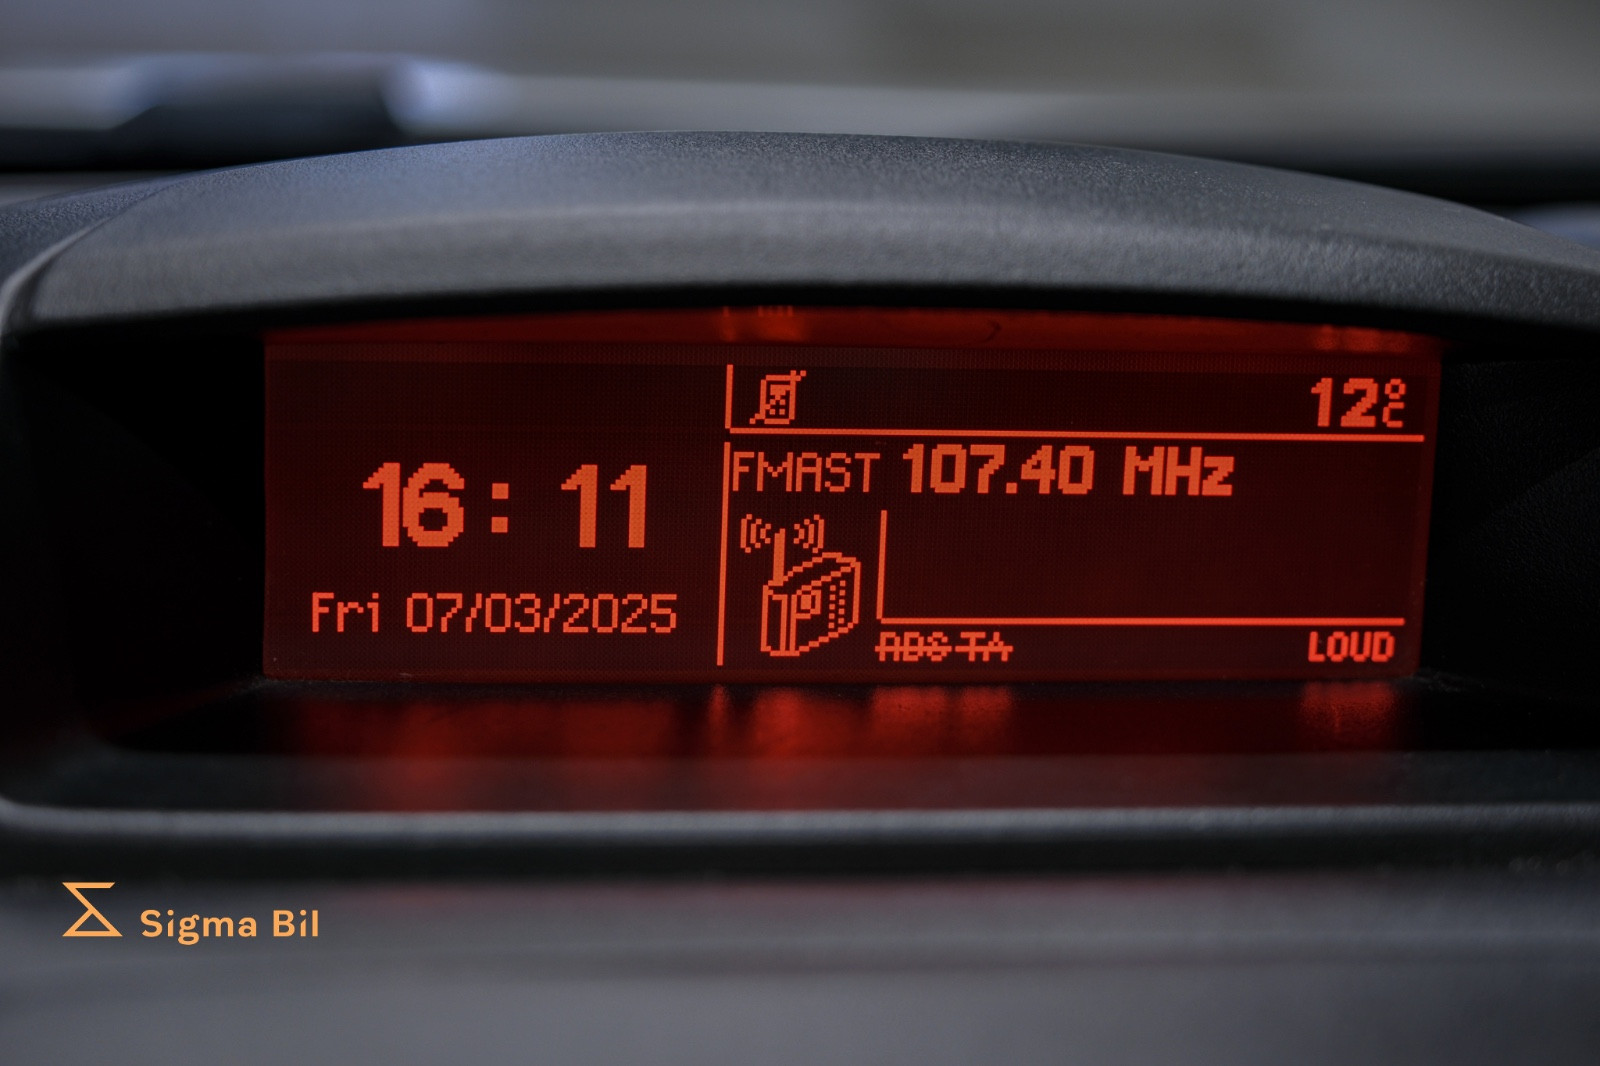 12°C
16:11
FMAST 107.40 MHz
Fri 07/03/2025
RDS TA
LOUD
Sigma Bil